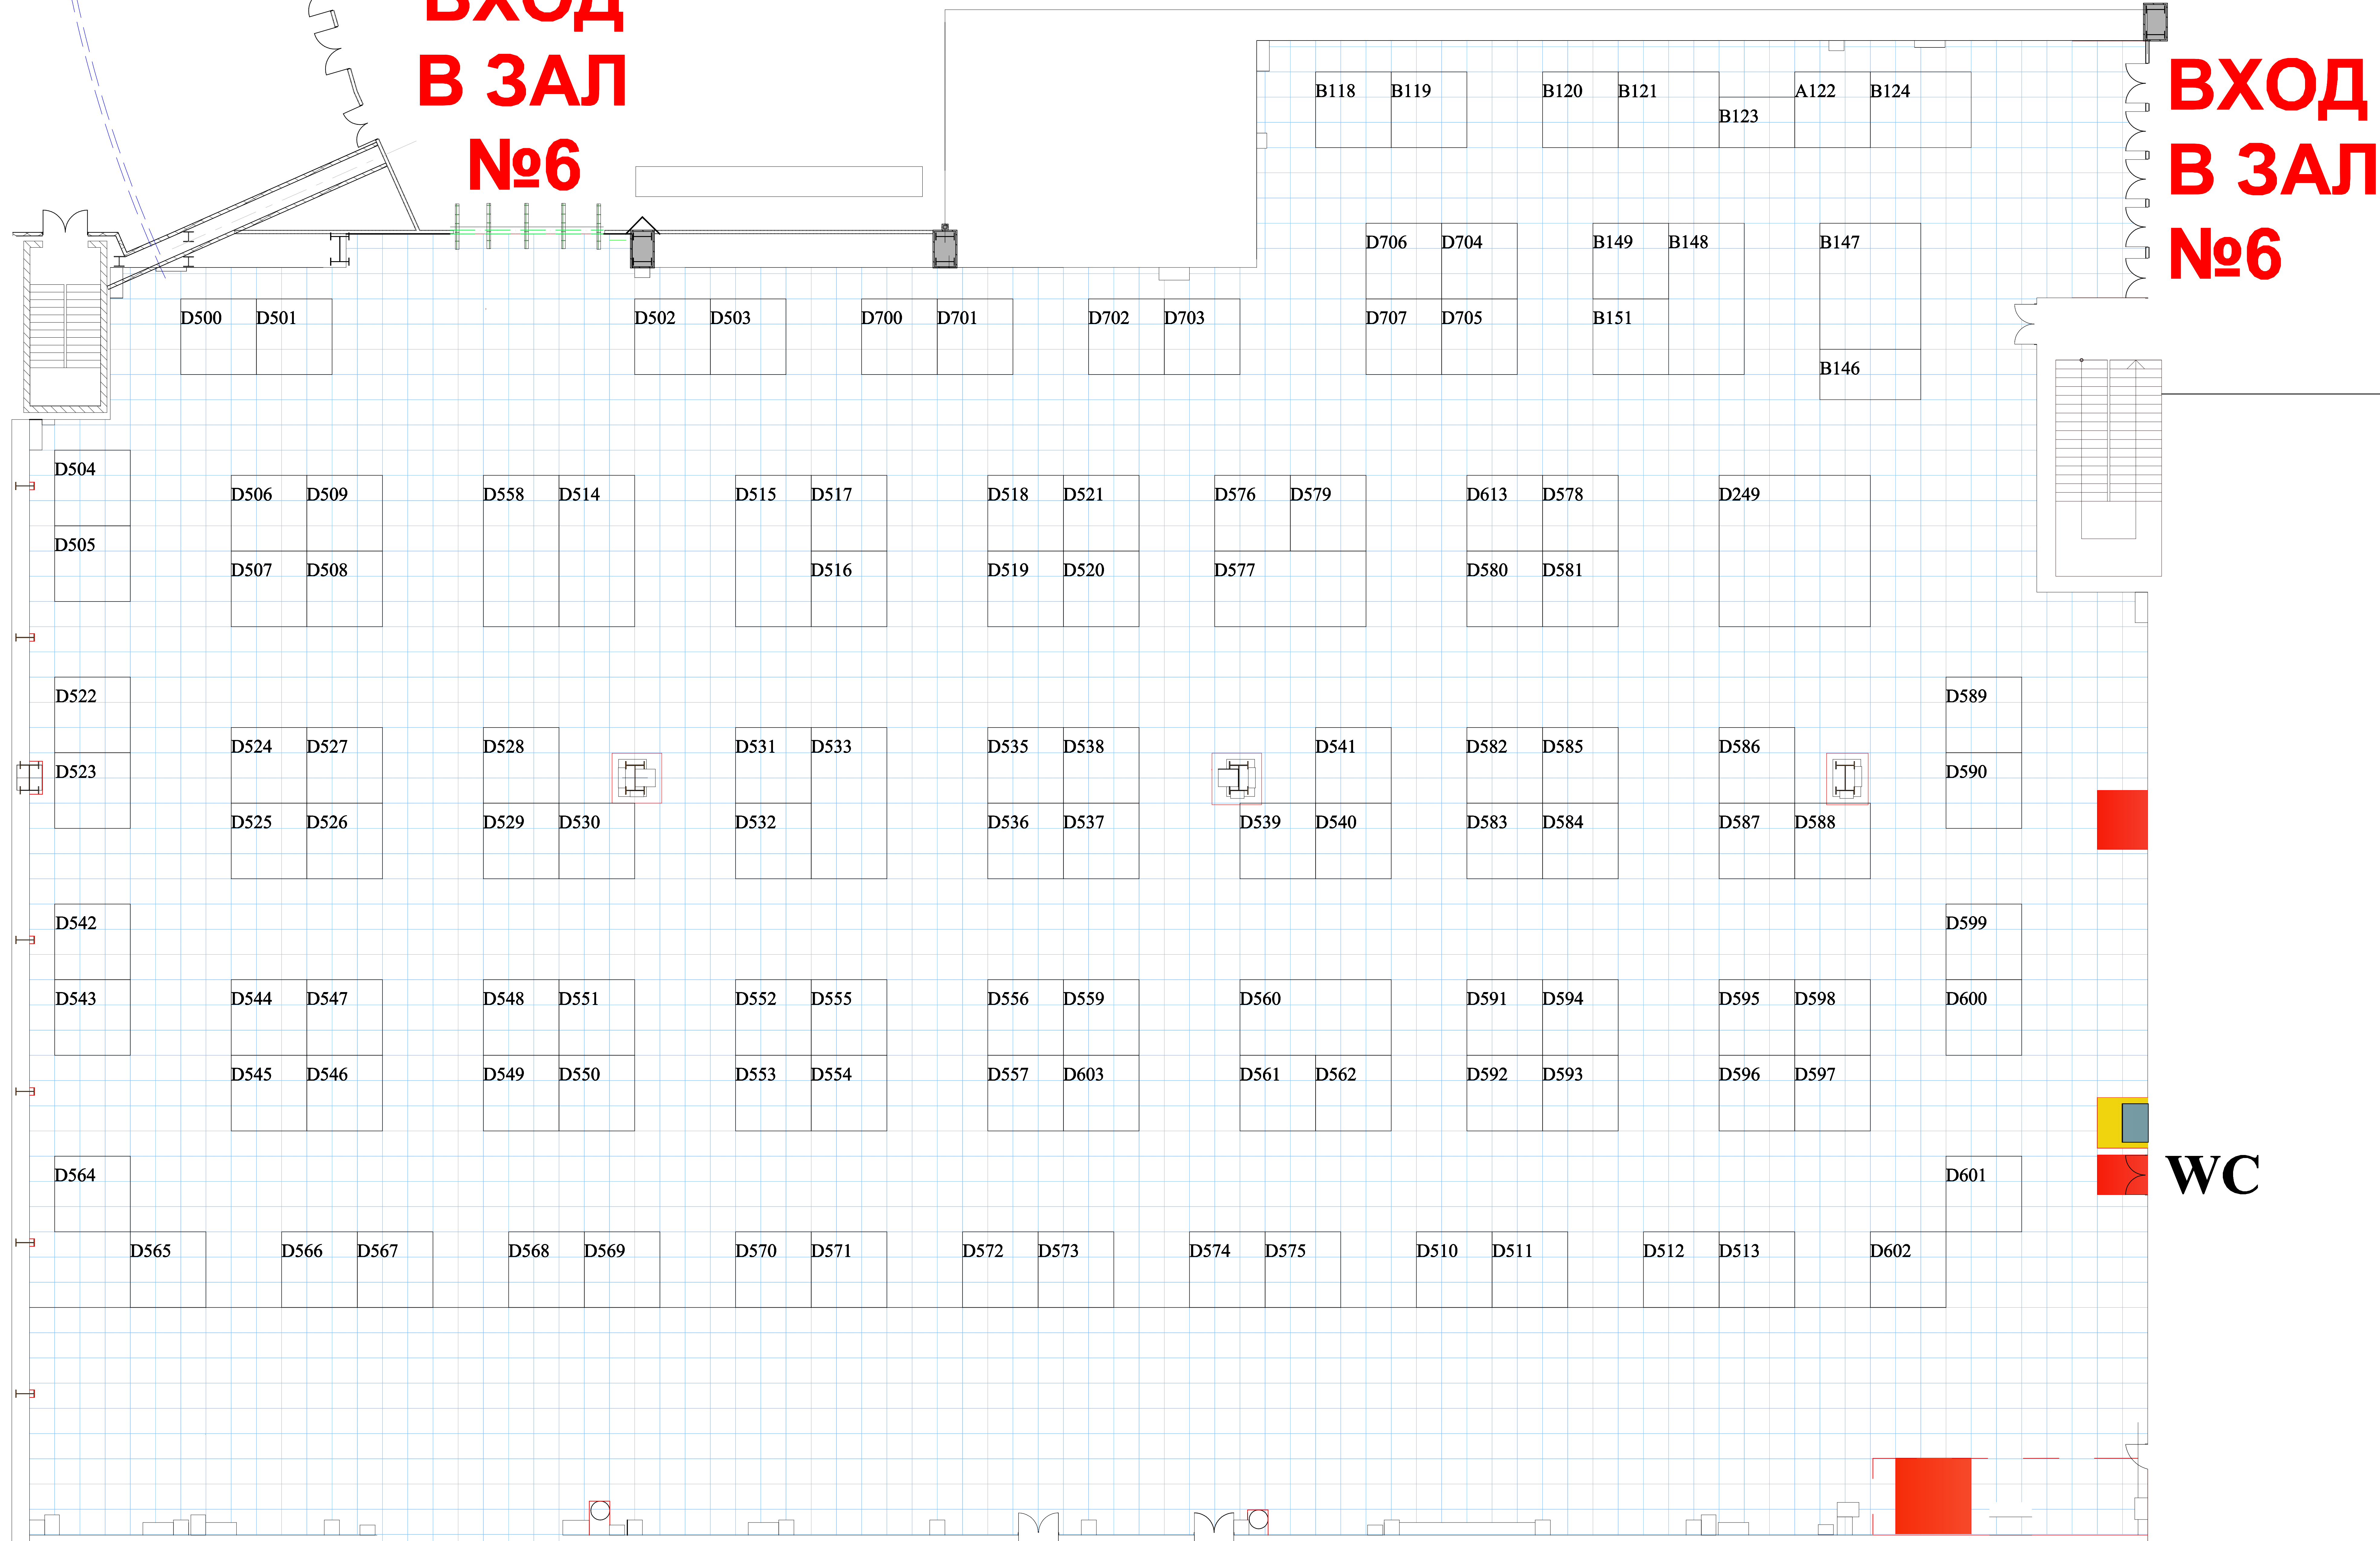 ВХОД
В ЗАЛ
№6
ВХОД
В ЗАЛ
№6
B118 B119 B120 B121 B123 A122 B124
D706 D704 B149 B148 B147
D707 D705 B151
B146
D500 D501 D502 D503 D700 D701 D702 D703
D504
D506 D509 D558 D514 D515 D517 D518 D521 D576 D579 D613 D578 D249
D505
D507 D508 D516 D519 D520 D577 D580 D581
D522 D589
D524 D527 D528 D531 D533 D535 D538 D541 D582 D585 D586
D523 D590
D525 D526 D529 D530 D532 D536 D537 D539 D540 D583 D584 D587 D588
D542 D599
D543 D544 D547 D548 D551 D552 D555 D556 D559 D560 D591 D594 D595 D598 D600
D545 D546 D549 D550 D553 D554 D557 D603 D561 D562 D592 D593 D596 D597
D564 D601
WC
D565 D566 D567 D568 D569 D570 D571 D572 D573 D574 D575 D510 D511 D512 D513 D602